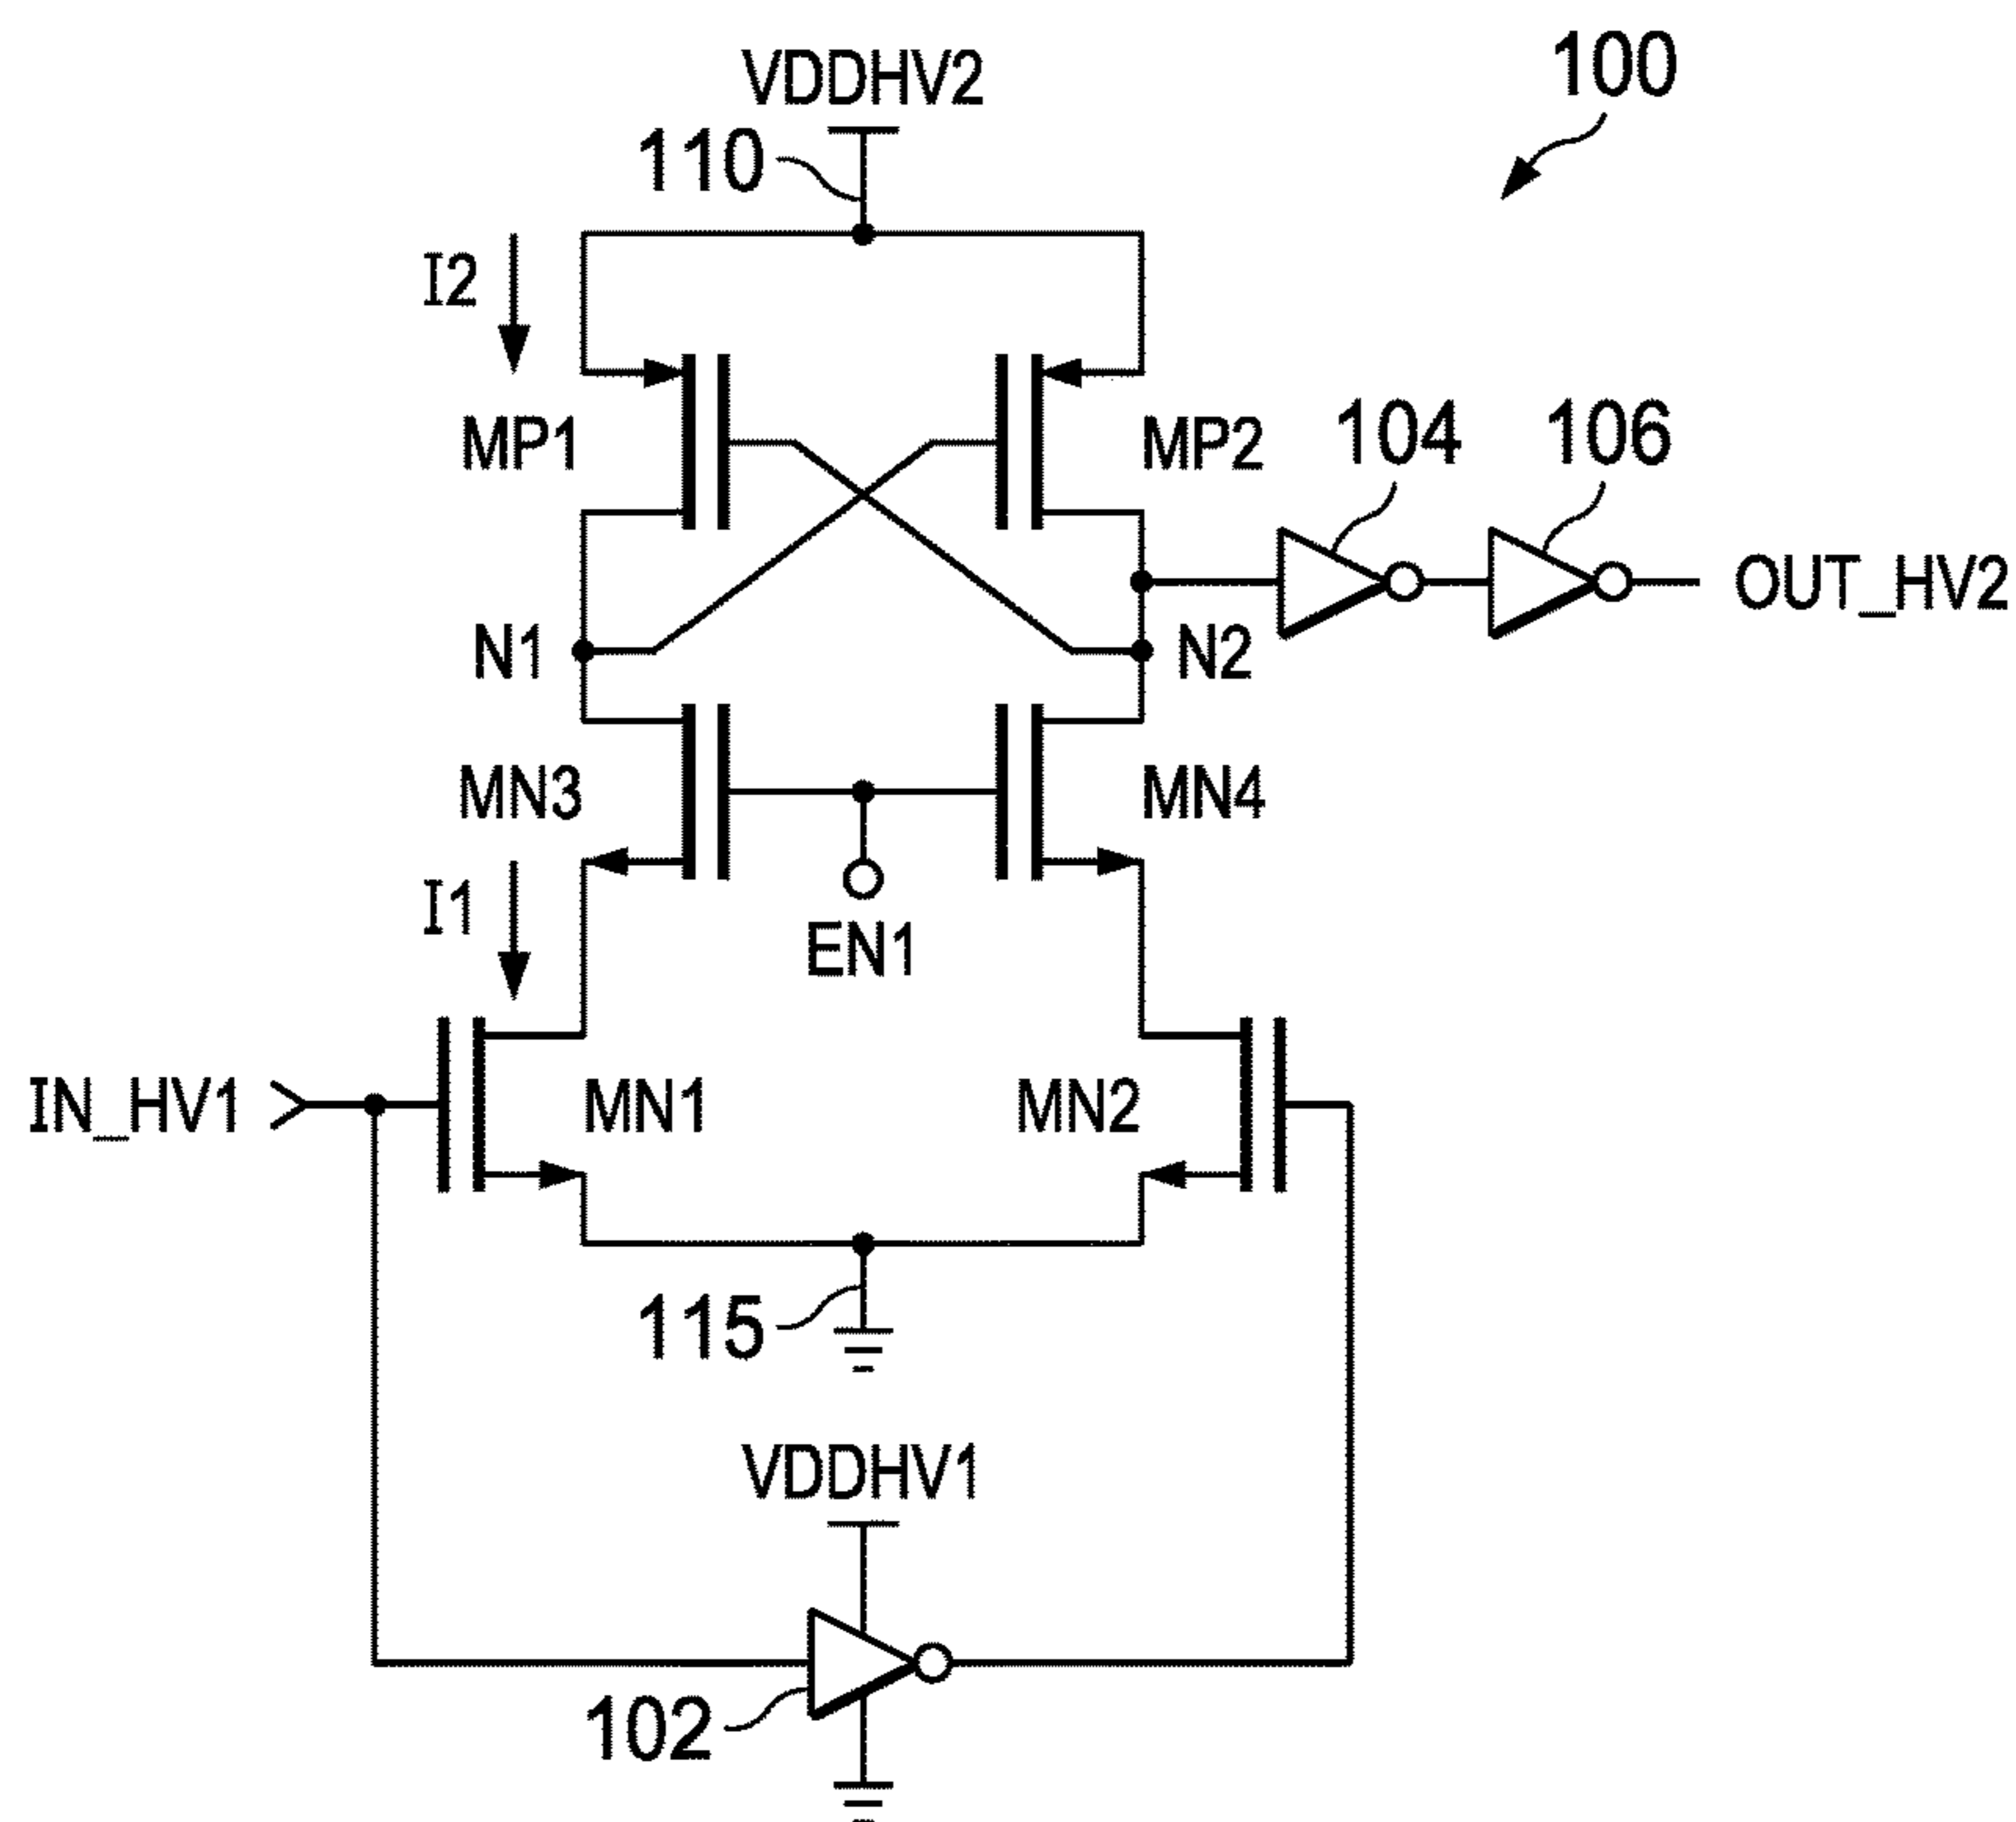 100
VDDHV2
110
I2
MP1
MP2
104
106
OUT_HV2
N1
N2
MN3
MN4
I1
EN1
IN_HV1
MN1
MN2
115
VDDHV1
102